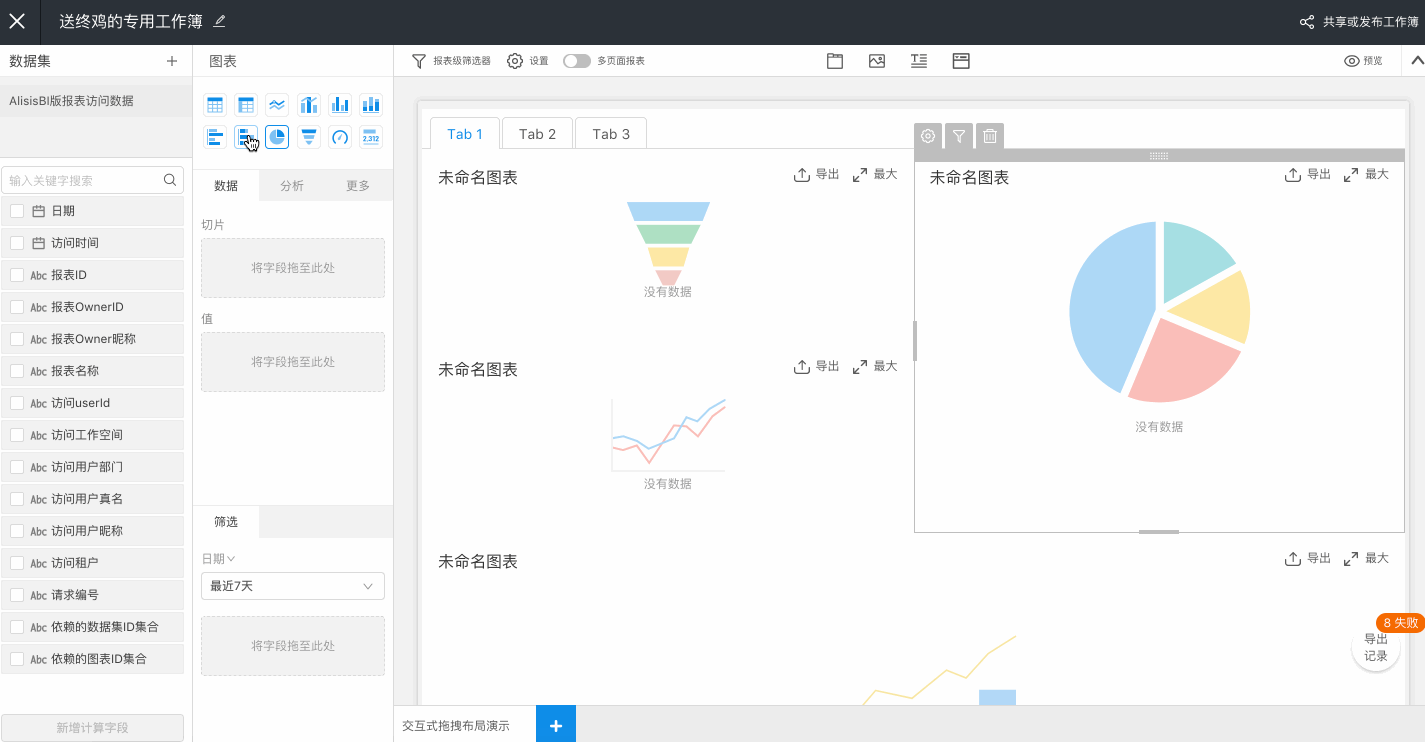 送终鸡的专用工作簿
共享或发布工作簿
数据集
AlisisBI版报表访问数据
输入关键字搜索
日期
访问时间
Abc 报表ID
Abc 报表OwnerID
Abc 报表Owner昵称
Abc 报表名称
Abc 访问userId
Abc 访问工作空间
Abc 访问用户部门
Abc 访问用户真名
Abc 访问用户昵称
Abc 访问租户
Abc 请求编号
Abc 依赖的数据集ID集合
Abc 依赖的图表ID集合
新增计算字段
图表
2,312
数据 分析 更多
切片
将字段拖至此处
值
将字段拖至此处
筛选
日期
最近7天
将字段拖至此处
报表级筛选器 设置 多页面报表 预览
Tab 1 Tab 2 Tab 3
未命名图表 导出 最大
没有数据
未命名图表 导出 最大
没有数据
未命名图表 导出 最大
没有数据
未命名图表 导出 最大
8 失败
导出
记录
交互式拖拽布局演示